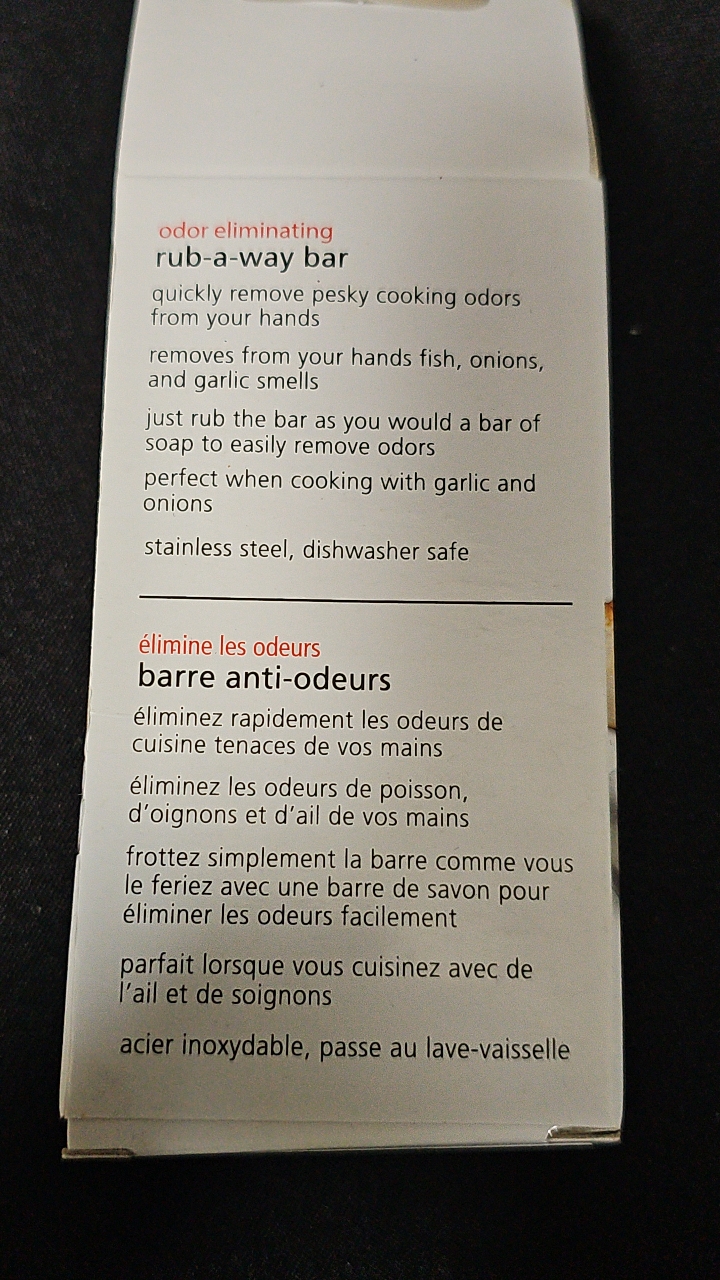 odor eliminating
rub-a-way bar
quickly remove pesky cooking odors
from your hands
removes from your hands fish, onions,
and garlic smells
just rub the bar as you would a bar of
soap to easily remove odors
perfect when cooking with garlic and
onions
stainless steel, dishwasher safe
élimine les odeurs
barre anti-odeurs
éliminez rapidement les odeurs de
cuisine tenaces de vos mains
éliminez les odeurs de poisson,
d'oignons et d'ail de vos mains
frottez simplement la barre comme vous
le feriez avec une barre de savon pour
éliminer les odeurs facilement
parfait lorsque vous cuisinez avec de
l'ail et de soignons
acier inoxydable, passe au lave-vaisselle